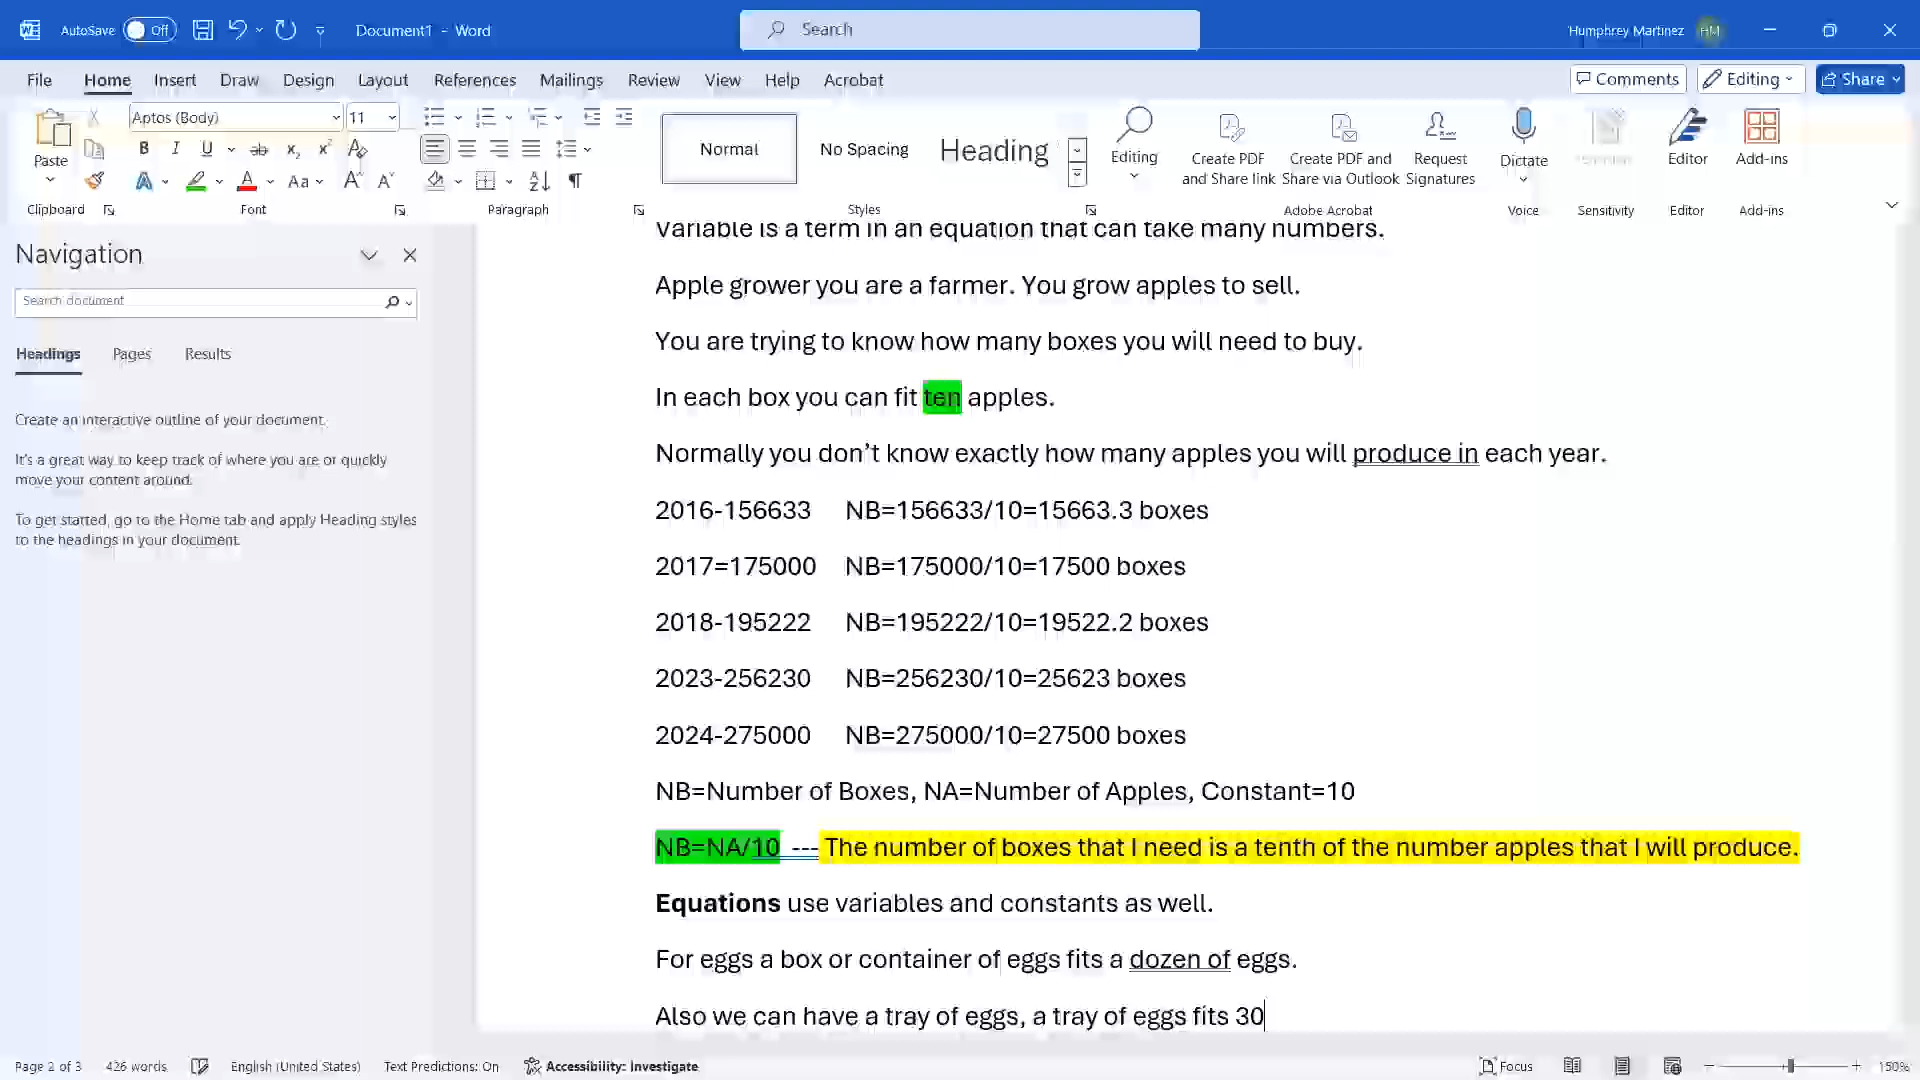 AutoSave Off Document1 - Word Search Humphrey Martinez HM
File Home Insert Draw Design Layout References Mailings Review View Help Acrobat Comments Editing Share
Aptos (Body) 11
Paste
B I U ab x₂ x² A
A A Aa A A
Normal No Spacing Heading
Editing
Create PDF and Share link
Create PDF and Share via Outlook
Request Signatures
Dictate
Editor
Add-ins
Clipboard Font Paragraph Styles Adobe Acrobat Voice Sensitivity Editor Add-ins
Navigation
Search document
Headings Pages Results
Create an interactive outline of your document.
It's a great way to keep track of where you are or quickly
move your content around.
To get started, go to the Home tab and apply Heading styles
to the headings in your document.
Variable is a term in an equation that can take many numbers.
Apple grower you are a farmer. You grow apples to sell.
You are trying to know how many boxes you will need to buy.
In each box you can fit ten apples.
Normally you don’t know exactly how many apples you will produce in each year.
2016-156633 NB=156633/10=15663.3 boxes
2017=175000 NB=175000/10=17500 boxes
2018-195222 NB=195222/10=19522.2 boxes
2023-256230 NB=256230/10=25623 boxes
2024-275000 NB=275000/10=27500 boxes
NB=Number of Boxes, NA=Number of Apples, Constant=10
NB=NA/10 --- The number of boxes that I need is a tenth of the number apples that I will produce.
Equations use variables and constants as well.
For eggs a box or container of eggs fits a dozen of eggs.
Also we can have a tray of eggs, a tray of eggs fits 30
Page 2 of 3 426 words English (United States) Text Predictions: On Accessibility: Investigate Focus 150%